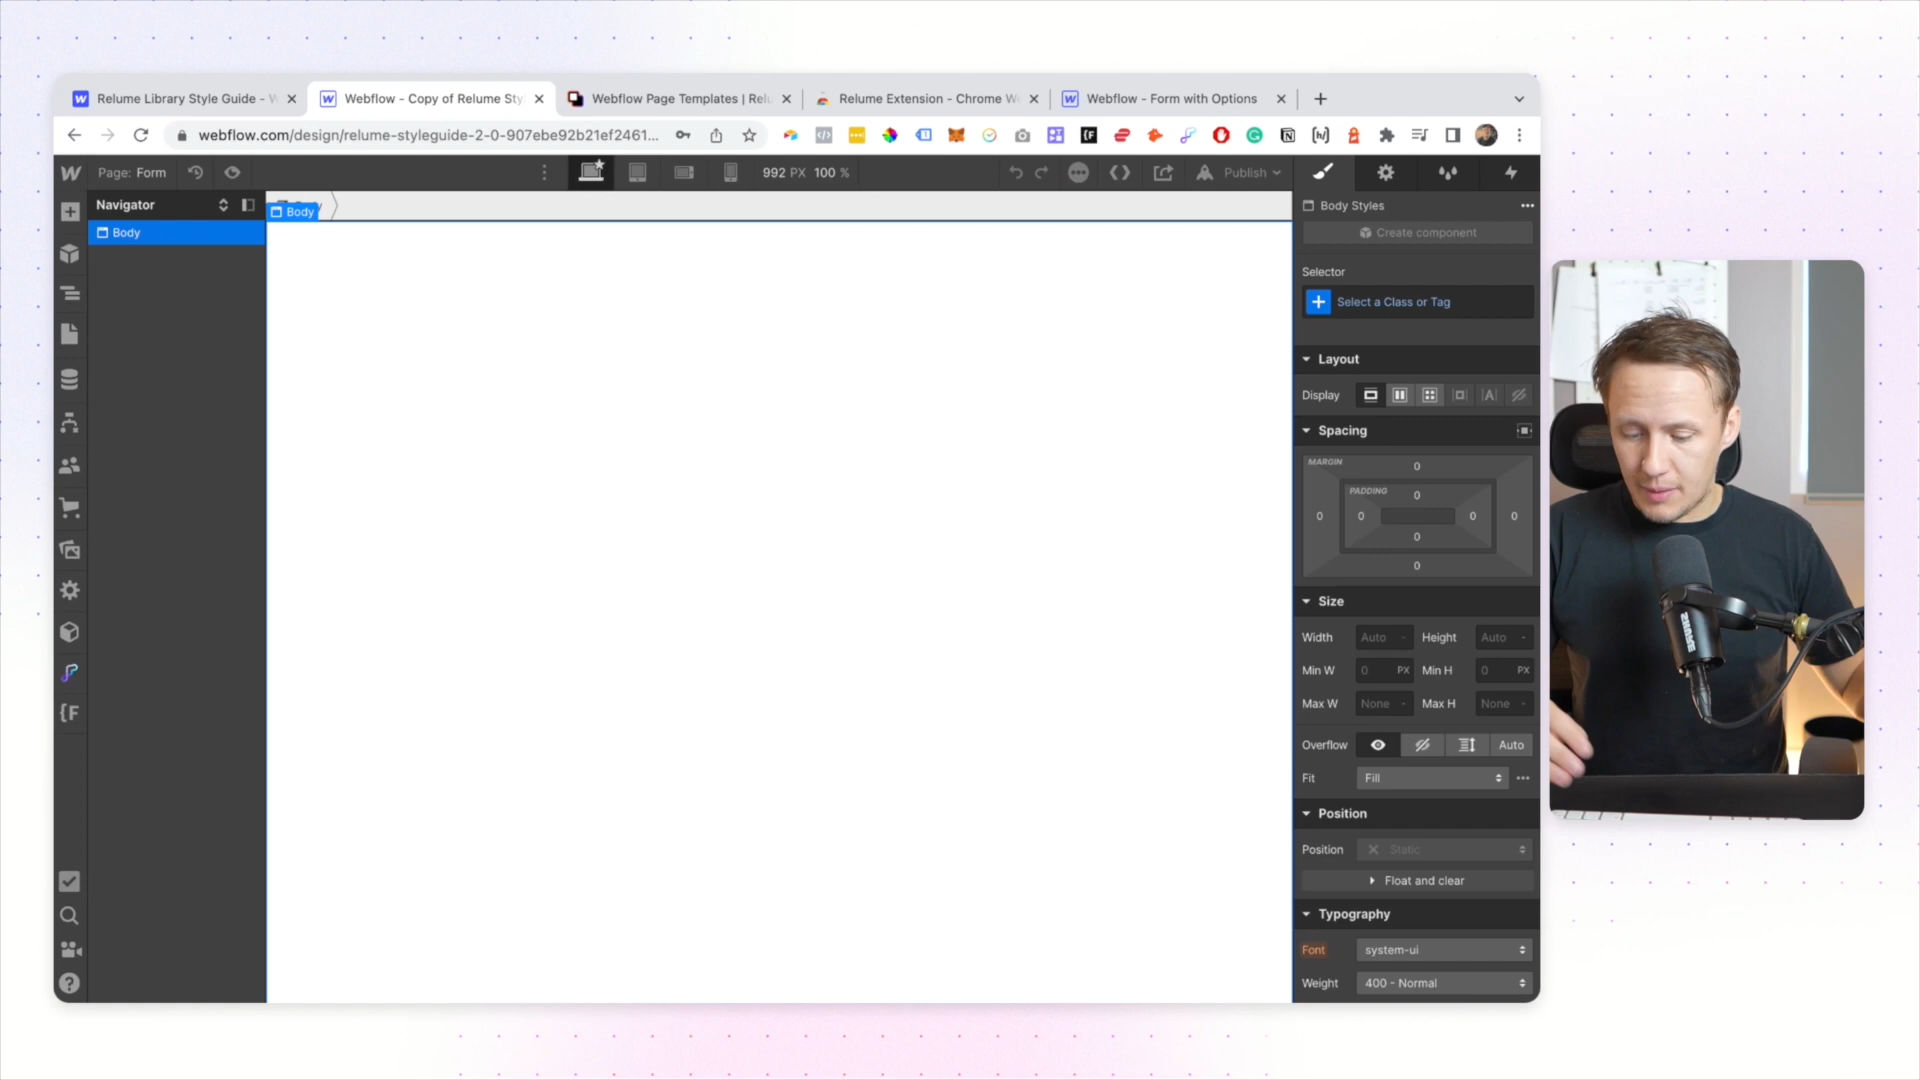 Relume Library Style Guide - W
Webflow - Copy of Relume Sty
Webflow Page Templates | Relu
Relume Extension - Chrome We
Webflow - Form with Options
webflow.com/design/relume-styleguide-2-0-907ebe92b21ef2461...
Page: Form
992 PX 100 %
Publish
Navigator
Body
Body
Body Styles
Create component
Selector
Select a Class or Tag
Layout
Display
Spacing
MARGIN
0
PADDING
0
0
0
0
0
0
0
Size
Width Auto - Height Auto -
Min W 0 PX Min H 0 PX
Max W None - Max H None -
Overflow Auto
Fit Fill
Position
Position Static
Float and clear
Typography
Font system-ui
Weight 400 - Normal
SHURE